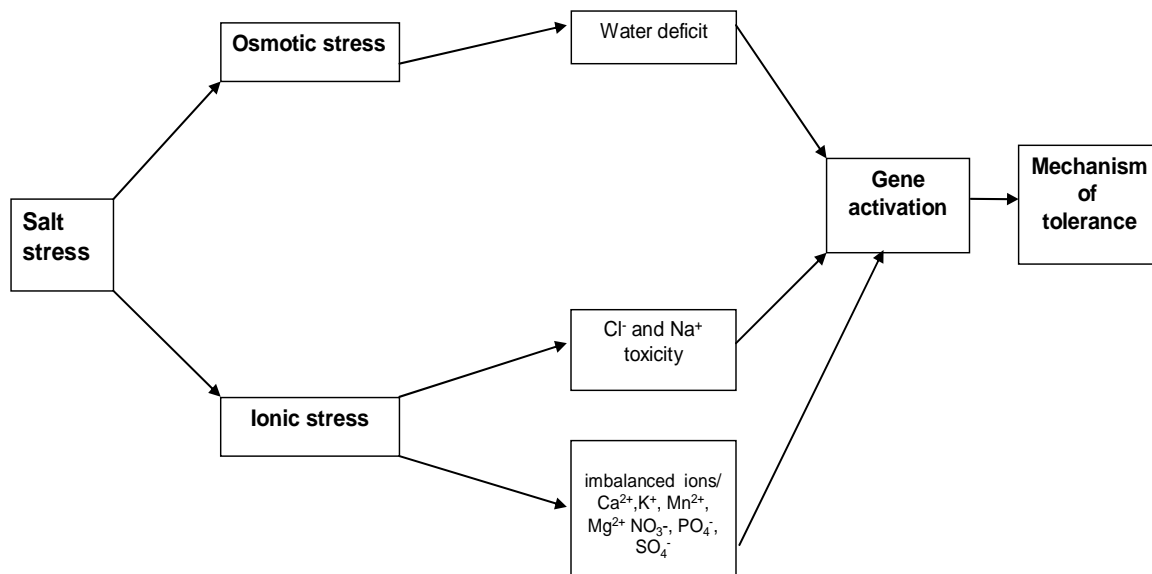 Osmotic stress
Water deficit
Salt
stress
Gene
activation
Mechanism
of
tolerance
Cl⁻ and Na⁺
toxicity
Ionic stress
imbalanced ions/
Ca²⁺,K⁺, Mn²⁺,
Mg²⁺ NO₃-, PO₄⁻,
SO₄⁻